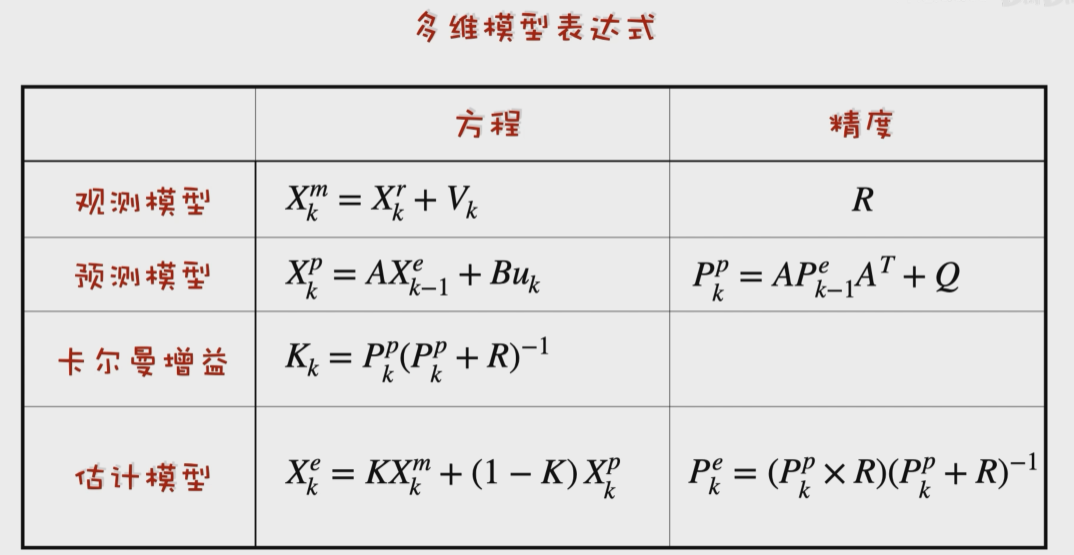 多维模型表达式
方程 精度
观测模型 $X_k^m = X_k^r + V_k$ $R$
预测模型 $X_k^p = AX_{k-1}^e + Bu_k$ $P_k^p = AP_{k-1}^e A^T + Q$
卡尔曼增益 $K_k = P_k^p (P_k^p + R)^{-1}$
估计模型 $X_k^e = KX_k^m + (1 - K)X_k^p$ $P_k^e = (P_k^p \times R)(P_k^p + R)^{-1}$